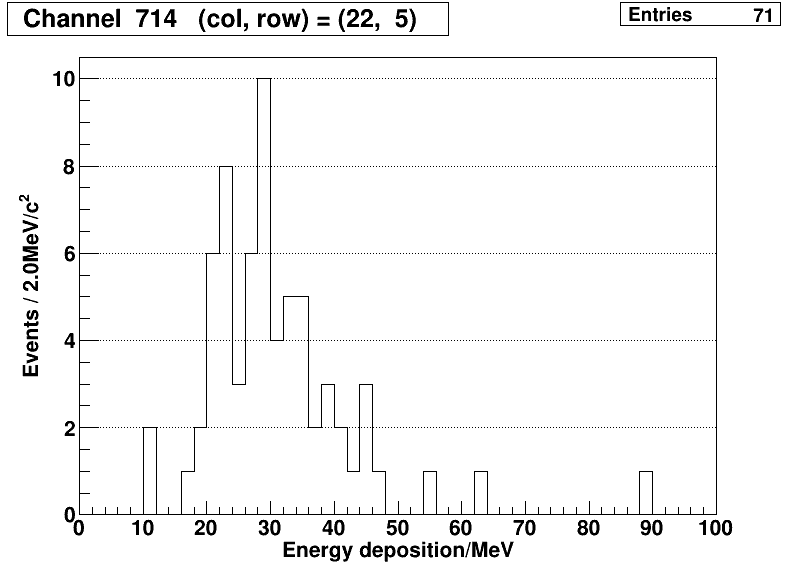 Channel  714   (col, row) = (22,  5)
Entries 71
10
8
6
4
2
0
Events / 2.0MeV/c²
0 10 20 30 40 50 60 70 80 90 100
Energy deposition/MeV